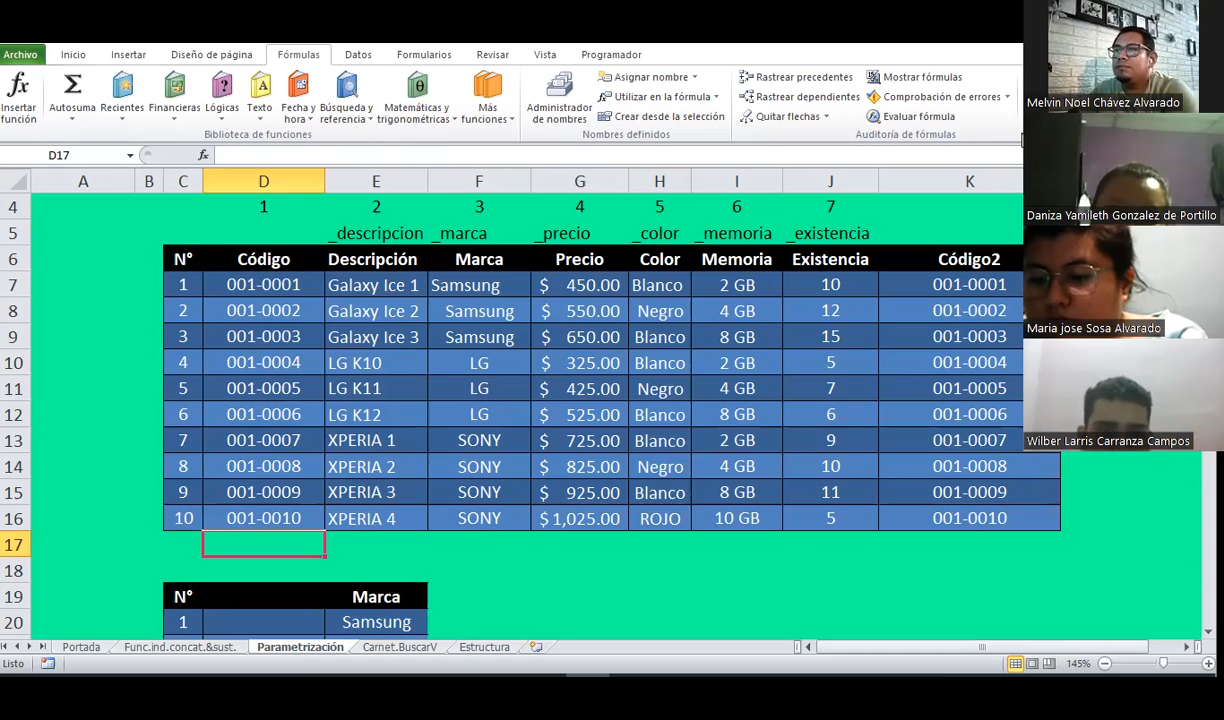 Archivo Inicio Insertar Diseño de página Fórmulas Datos Formularios Revisar Vista Programador
Insertar función
Autosuma
Recientes
Financieras
Lógicas
Texto
Fecha y hora
Búsqueda y referencia
Matemáticas y trigonométricas
Más funciones
Biblioteca de funciones
Administrador de nombres
Asignar nombre
Utilizar en la fórmula
Crear desde la selección
Nombres definidos
Rastrear precedentes
Rastrear dependientes
Quitar flechas
Mostrar fórmulas
Comprobación de errores
Evaluar fórmula
Auditoría de fórmulas
D17 fx
A B C D E F G H I J K
4 1 2 3 4 5 6 7
5 _descripcion _marca _precio _color _memoria _existencia
6 N° Código Descripción Marca Precio Color Memoria Existencia Código2
7 1 001-0001 Galaxy Ice 1 Samsung $ 450.00 Blanco 2 GB 10 001-0001
8 2 001-0002 Galaxy Ice 2 Samsung $ 550.00 Negro 4 GB 12 001-0002
9 3 001-0003 Galaxy Ice 3 Samsung $ 650.00 Blanco 8 GB 15 001-0003
10 4 001-0004 LG K10 LG $ 325.00 Blanco 2 GB 5 001-0004
11 5 001-0005 LG K11 LG $ 425.00 Negro 4 GB 7 001-0005
12 6 001-0006 LG K12 LG $ 525.00 Blanco 8 GB 6 001-0006
13 7 001-0007 XPERIA 1 SONY $ 725.00 Blanco 2 GB 9 001-0007
14 8 001-0008 XPERIA 2 SONY $ 825.00 Negro 4 GB 10 001-0008
15 9 001-0009 XPERIA 3 SONY $ 925.00 Blanco 8 GB 11 001-0009
16 10 001-0010 XPERIA 4 SONY $ 1,025.00 ROJO 10 GB 5 001-0010
17
18
19 N° Marca
20 1 Samsung
Portada Func.ind.concat.&sust. Parametrización Carnet.BuscarV Estructura
Listo 145%
Melvin Noel Chávez Alvarado
Daniza Yamileth Gonzalez de Portillo
Maria jose Sosa Alvarado
Wilber Larris Carranza Campos